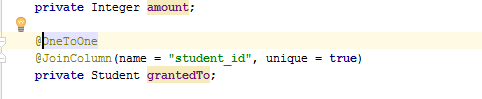 private Integer amount;
@OneToOne
@JoinColumn(name = "student_id", unique = true)
private Student grantedTo;